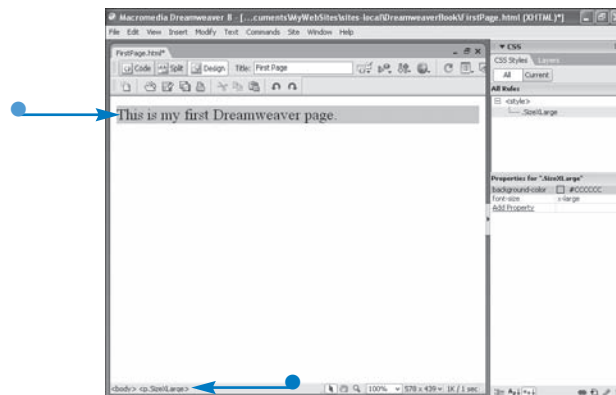 Macromedia Dreamweaver 8 - [...cuments\MyWebSites\sites-local\DreamweaverBook\FirstPage.html (XHTML)*]
File Edit View Insert Modify Text Commands Site Window Help
FirstPage.html*
Code Split Design Title: First Page
This is my first Dreamweaver page.
<body> <p.SizeXLarge>
100% 578 x 439 1K / 1 sec
CSS
CSS Styles Layers
All Current
All Rules
<style>
.SizeXLarge
Properties for ".SizeXLarge"
background-color #CCCCCC
font-size x-large
Add Property